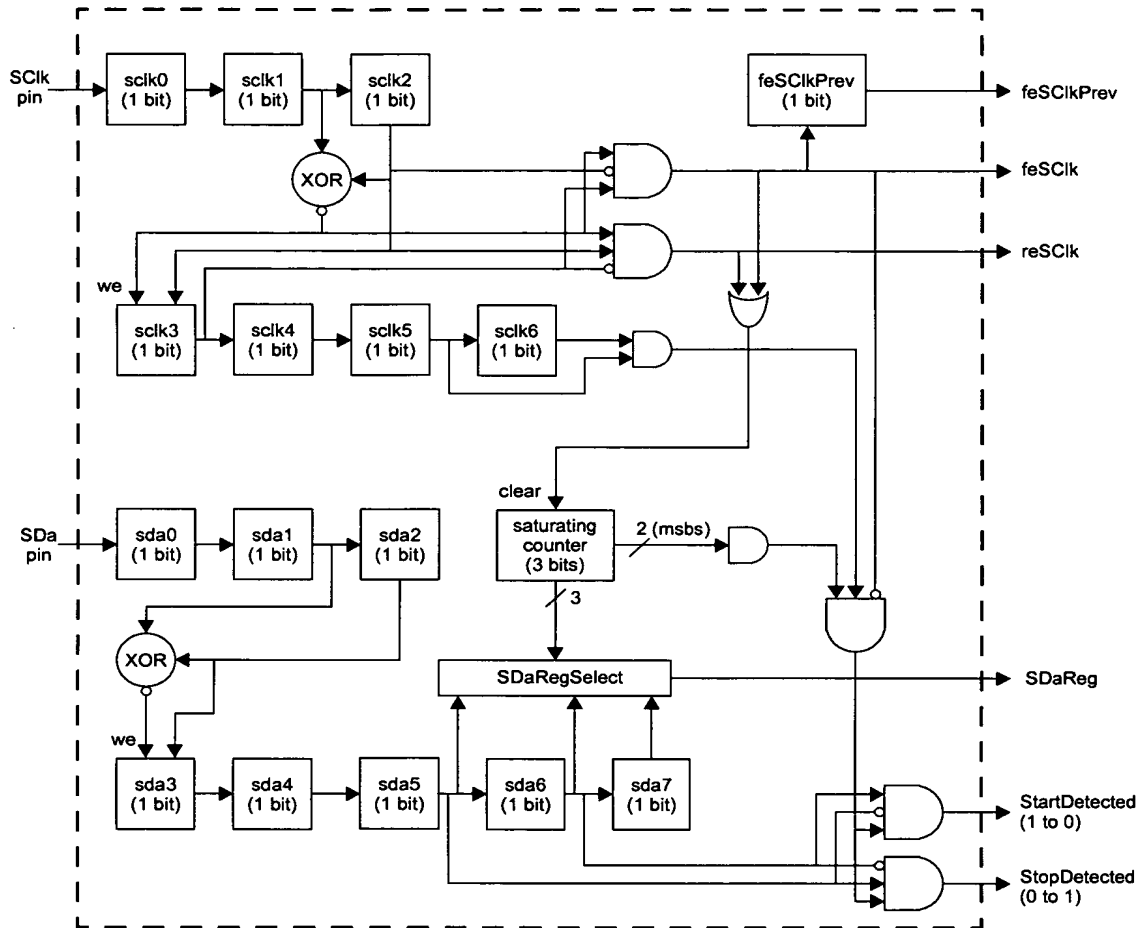 SClk
pin
sclk0
(1 bit)
sclk1
(1 bit)
sclk2
(1 bit)
feSClkPrev
(1 bit)
feSClkPrev
XOR
feSClk
reSClk
we
sclk3
(1 bit)
sclk4
(1 bit)
sclk5
(1 bit)
sclk6
(1 bit)
clear
SDa
pin
sda0
(1 bit)
sda1
(1 bit)
sda2
(1 bit)
saturating
counter
(3 bits)
2 (msbs)
3
XOR
SDaRegSelect
SDaReg
we
sda3
(1 bit)
sda4
(1 bit)
sda5
(1 bit)
sda6
(1 bit)
sda7
(1 bit)
StartDetected
(1 to 0)
StopDetected
(0 to 1)